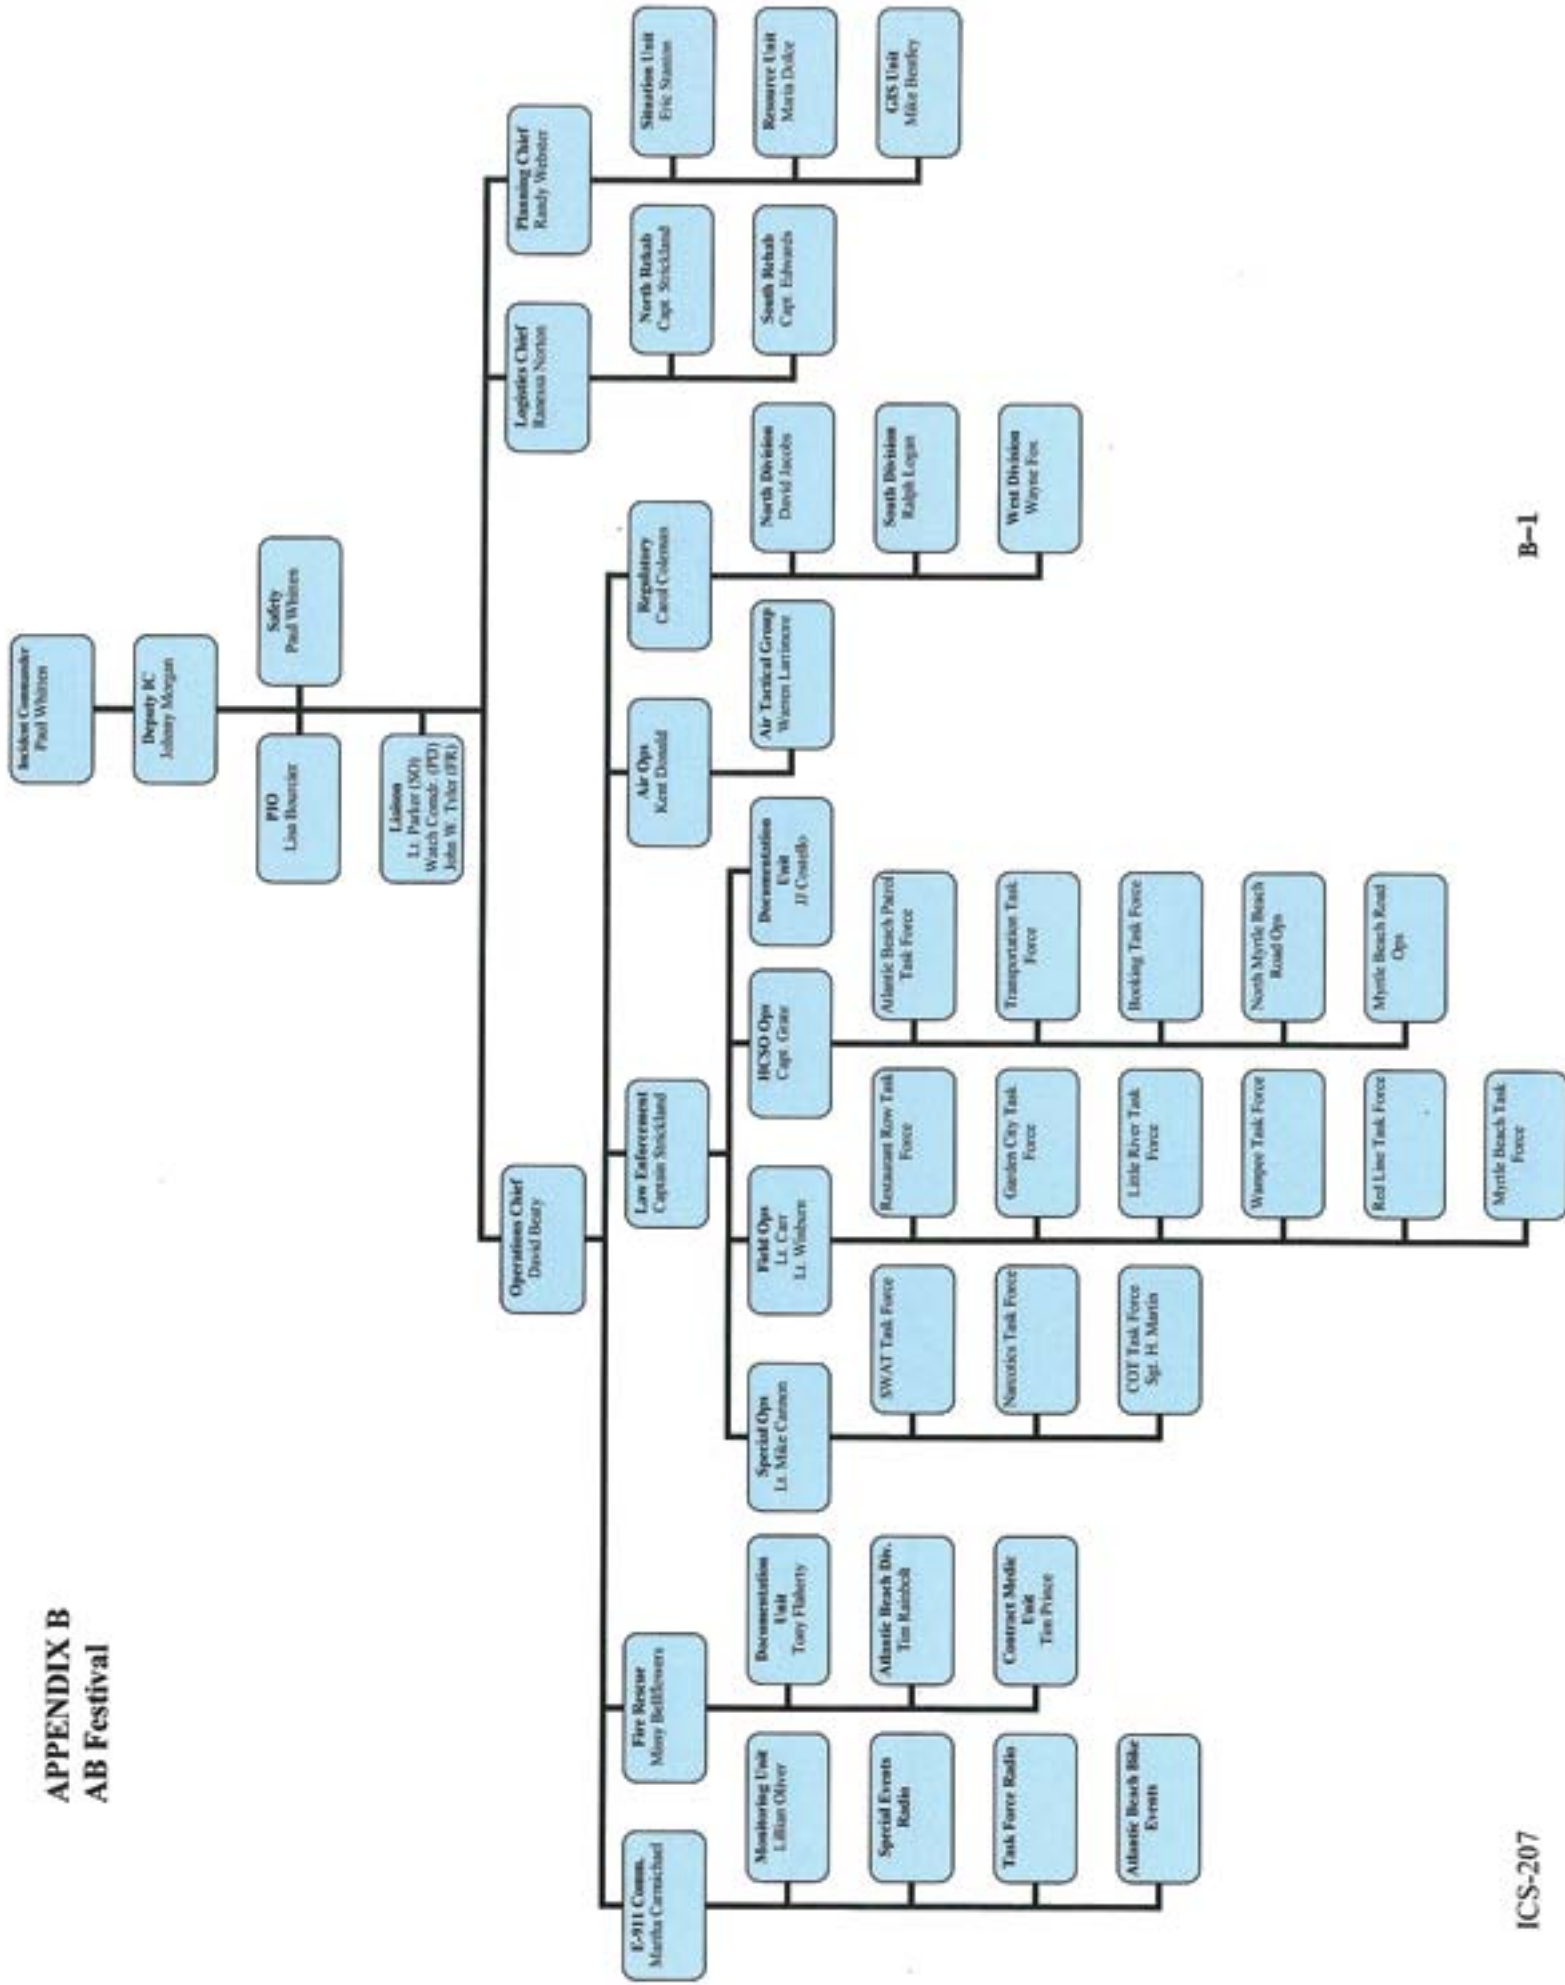 APPENDIX B
AB Festival
Incident Commander
Paul Whitten
Deputy IC
Johnny Morgan
PIO
Lisa Bourcier
Safety
Paul Whitten
Liaison
Lt. Parker (SO)
Watch Comdr. (PD)
John W. Tyler (FR)
Operations Chief
David Beaty
Logistics Chief
Ranessa Norton
Planning Chief
Randy Webster
E-911 Comm.
Martha Carmichael
Fire Rescue
Missy Bellflowers
Law Enforcement
Captain Strickland
Air Ops
Kent Donald
Regulatory
Carol Coleman
North Rehab
Capt. Strickland
Situation Unit
Eric
Monitoring Unit
Lillian Oliver
Documentation
Unit
Tony Flaherty
Special Ops
Lt. Mike Cannon
Field Ops
Lt. Carr
Lt. Winburn
HCSO Ops
Capt. Grate
Documentation
Unit
JJ Costello
Air Tactical Group
Warren Larrimore
North Division
David Jacobs
South Rehab
Capt. Edwards
Resource Unit
Maria Dolce
Special Events
Radio
Atlantic Beach Div.
Tim Rainbolt
SWAT Task Force
Restaurant Row Task
Force
Atlantic Beach Patrol
Task Force
South Division
Ralph Logan
GIS Unit
Mike Bentley
Task Force Radio
Contract Medic
Unit
Tim Prince
Narcotics Task Force
Garden City Task
Force
Transportation Task
Force
West Division
Wayne Fox
Atlantic Beach Bike
Events
COT Task Force
Sgt. H. Martin
Little River Task
Force
Booking Task Force
Wampee Task Force
North Myrtle Beach
Road Ops
Red Line Task Force
Myrtle Beach Road
Ops
Myrtle Beach Task
Force
ICS-207
B-1